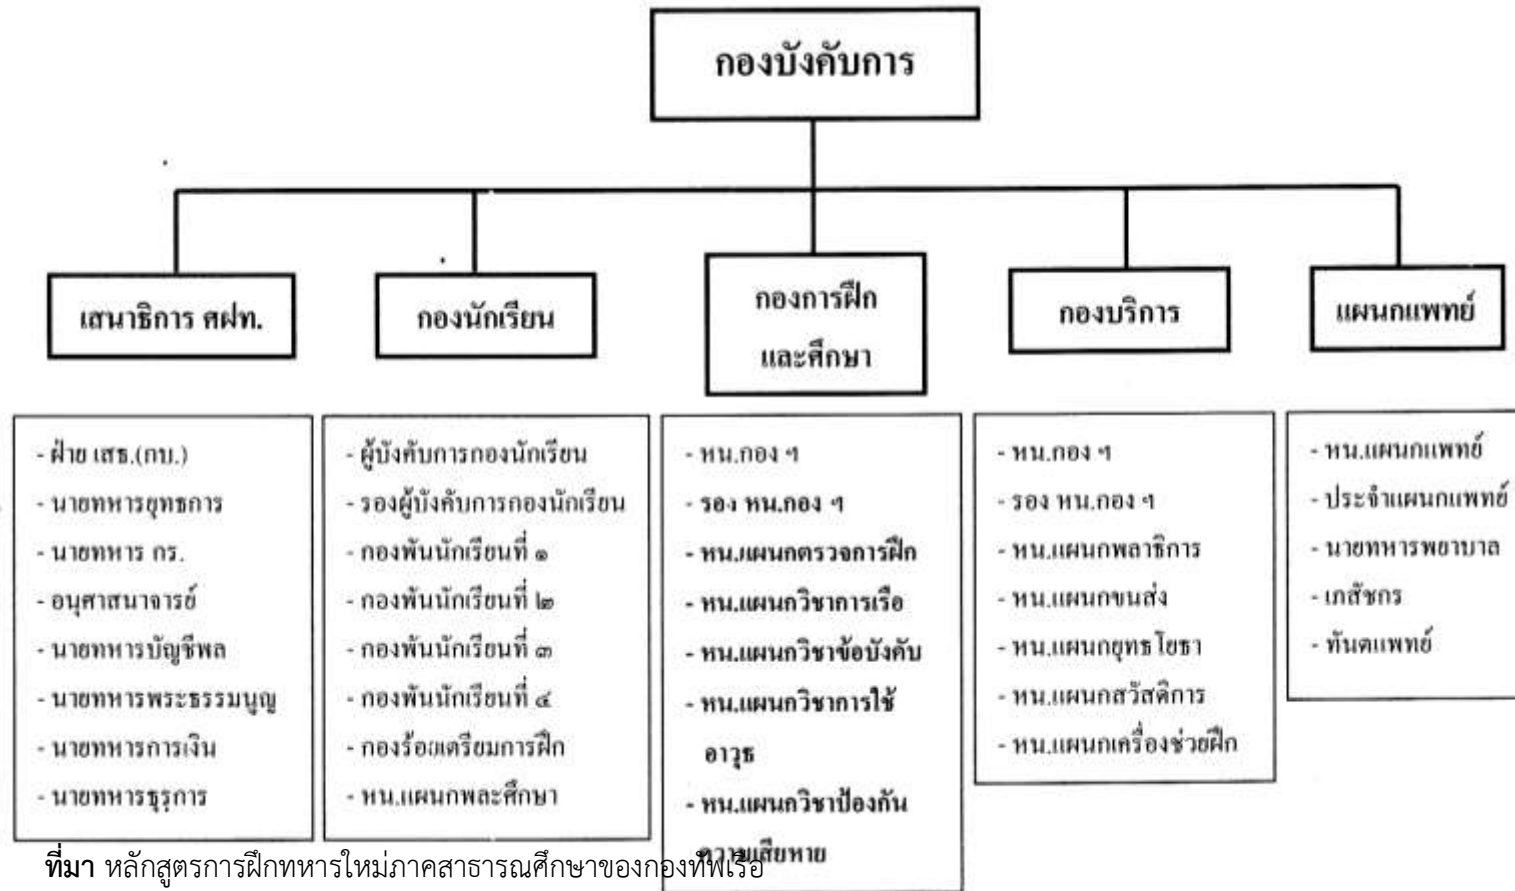 กองบังคับการ
เสนาธิการ ศฝท.
กองนักเรียน
กองการฝึก
และศึกษา
กองบริการ
แผนกแพทย์
- ฝ่าย เสธ.(กบ.)
- นายทหารยุทธการ
- นายทหาร กร.
- อนุศาสนาจารย์
- นายทหารบัญชีพล
- นายทหารพระธรรมนูญ
- นายทหารการเงิน
- นายทหารธุรการ
- ผู้บังคับการกองนักเรียน
- รองผู้บังคับการกองนักเรียน
- กองพันนักเรียนที่ ๑
- กองพันนักเรียนที่ ๒
- กองพันนักเรียนที่ ๓
- กองพันนักเรียนที่ ๔
- กองร้อยเตรียมการฝึก
- หน.แผนกพละศึกษา
- หน.กอง ฯ
- รอง หน.กอง ฯ
- หน.แผนกตรวจการฝึก
- หน.แผนกวิชาการเรือ
- หน.แผนกวิชาข้อบังคับ
- หน.แผนกวิชาการใช้
อาวุธ
- หน.แผนกวิชาป้องกัน
ความเสียหาย
- หน.กอง ฯ
- รอง หน.กอง ฯ
- หน.แผนกพลาธิการ
- หน.แผนกขนส่ง
- หน.แผนกยุทธโยธา
- หน.แผนกสวัสดิการ
- หน.แผนกเครื่องช่วยฝึก
- หน.แผนกแพทย์
- ประจำแผนกแพทย์
- นายทหารพยาบาล
- เภสัชกร
- ทันตแพทย์
ที่มา หลักสูตรการฝึกทหารใหม่ภาคสาธารณศึกษาของกองทัพเรือ